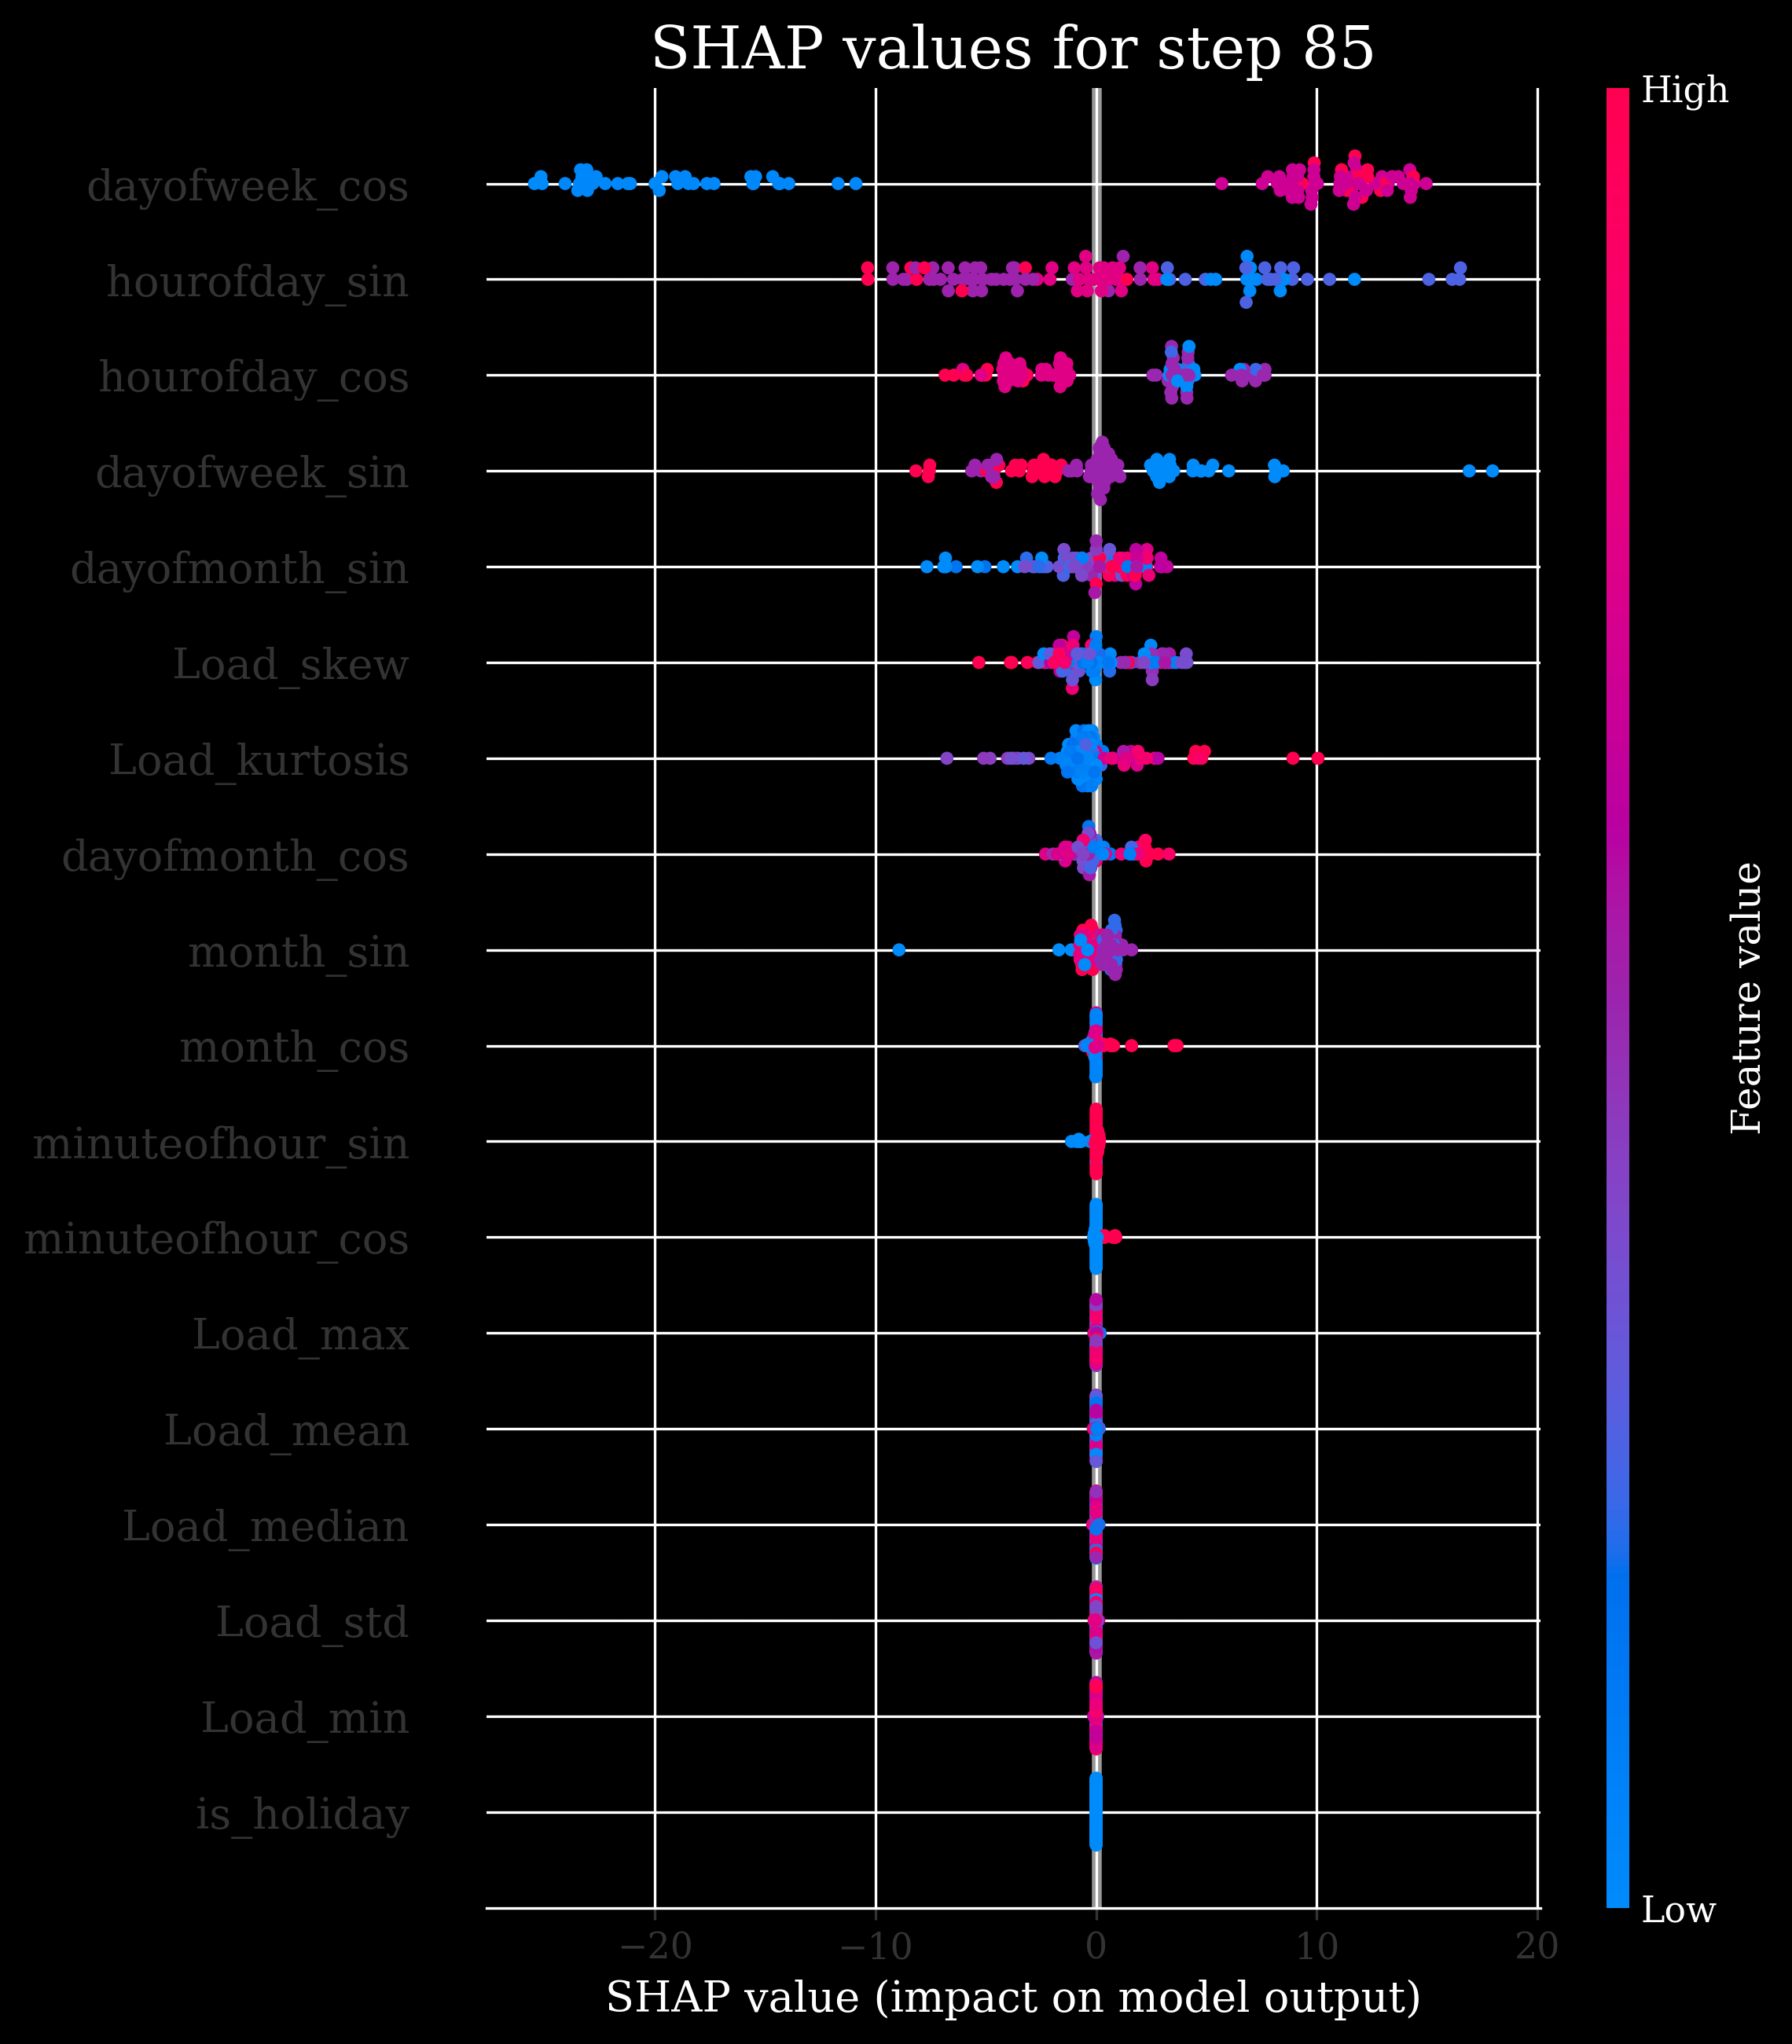 SHAP values for step 85
High
dayofweek_cos
hourofday_sin
hourofday_cos
dayofweek_sin
dayofmonth_sin
Load_skew
Load_kurtosis
dayofmonth_cos
month_sin
month_cos
minuteofhour_sin
minuteofhour_cos
Load_max
Load_mean
Load_median
Load_std
Load_min
is_holiday
Feature value
Low
−20 −10 0 10 20
SHAP value (impact on model output)